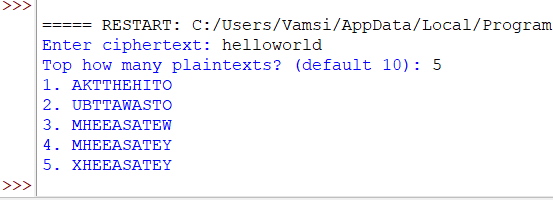 >>>
===== RESTART: C:/Users/Vamsi/AppData/Local/Program
Enter ciphertext: helloworld
Top how many plaintexts? (default 10): 5
1. AKTTHEHITO
2. UBTTAWASTO
3. MHEEASATEW
4. MHEEASATEY
5. XHEEASATEY
>>>